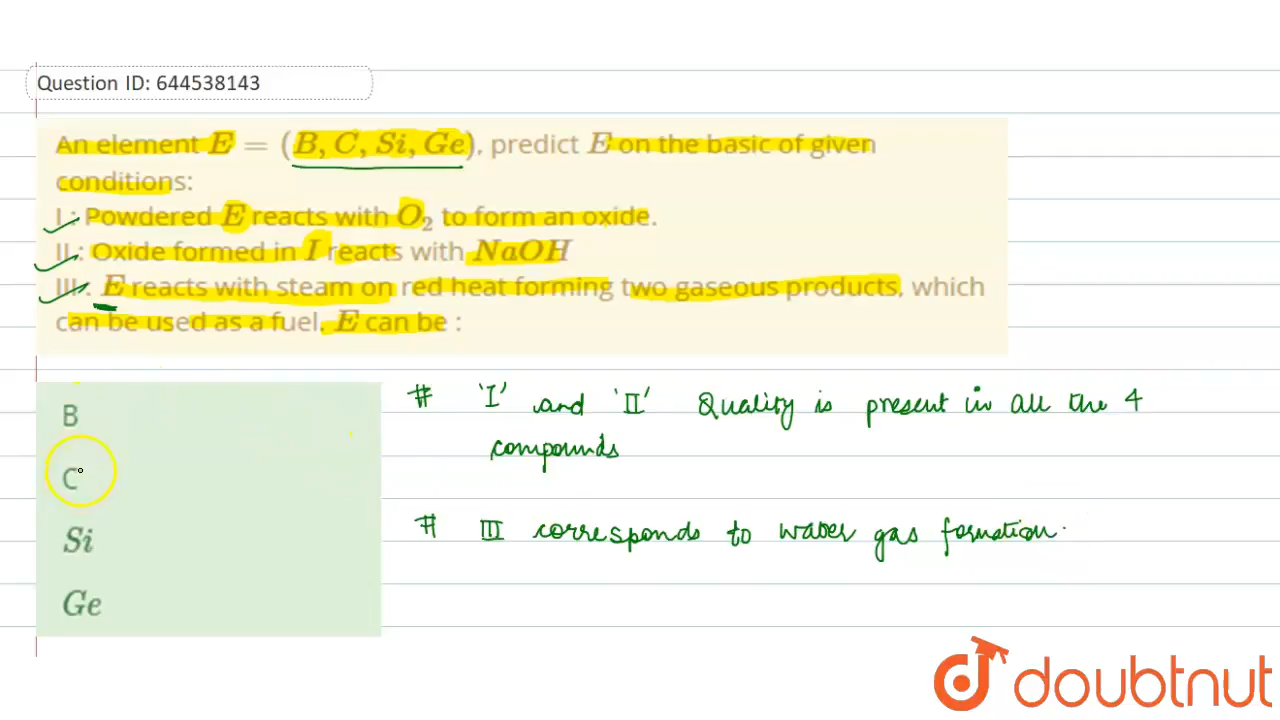 Question ID: 644538143
An element E = (B, C, Si, Ge), predict E on the basic of given
conditions:
I.: Powdered E reacts with O₂ to form an oxide.
II.: Oxide formed in I reacts with NaOH
III.: E reacts with steam on red heat forming two gaseous products, which
can be used as a fuel. E can be :
B
C
Si
Ge
# 'I' and 'II' Quality is present in all the 4
compounds
# III corresponds to water gas formation.
doubtnut